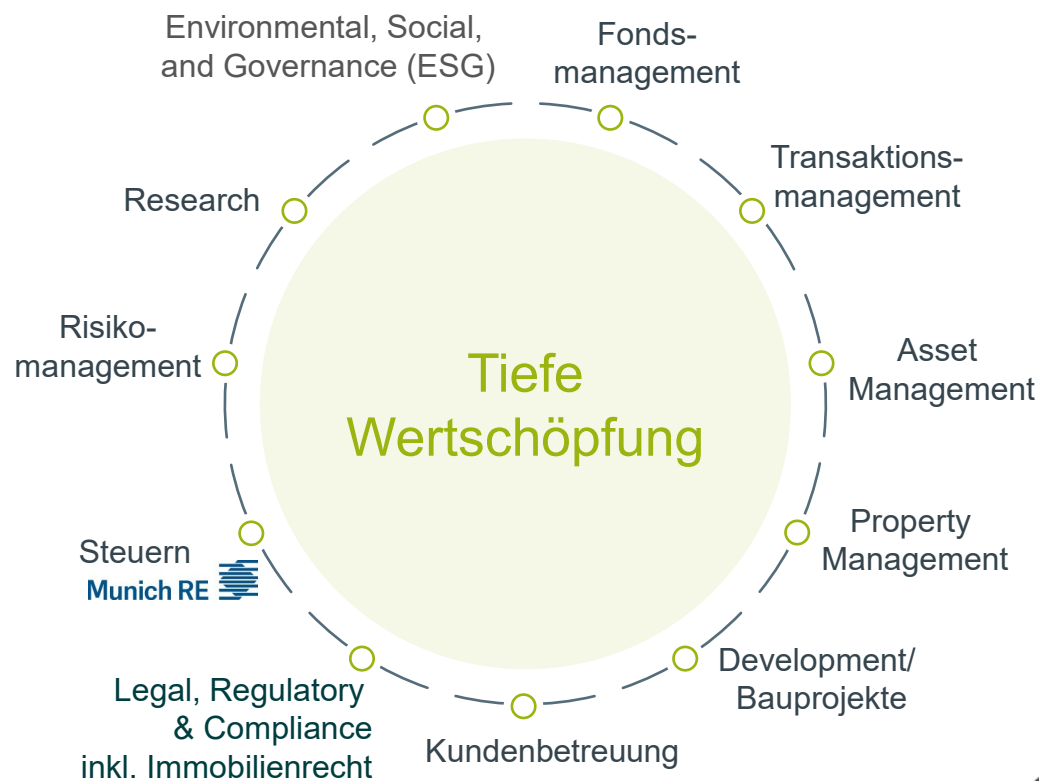 Environmental, Social,
and Governance (ESG)
Fonds-
management
Transaktions-
management
Asset
Management
Property
Management
Development/
Bauprojekte
Kundenbetreuung
Legal, Regulatory
& Compliance
inkl. Immobilienrecht
Steuern
Munich RE
Risiko-
management
Research
Tiefe
Wertschöpfung